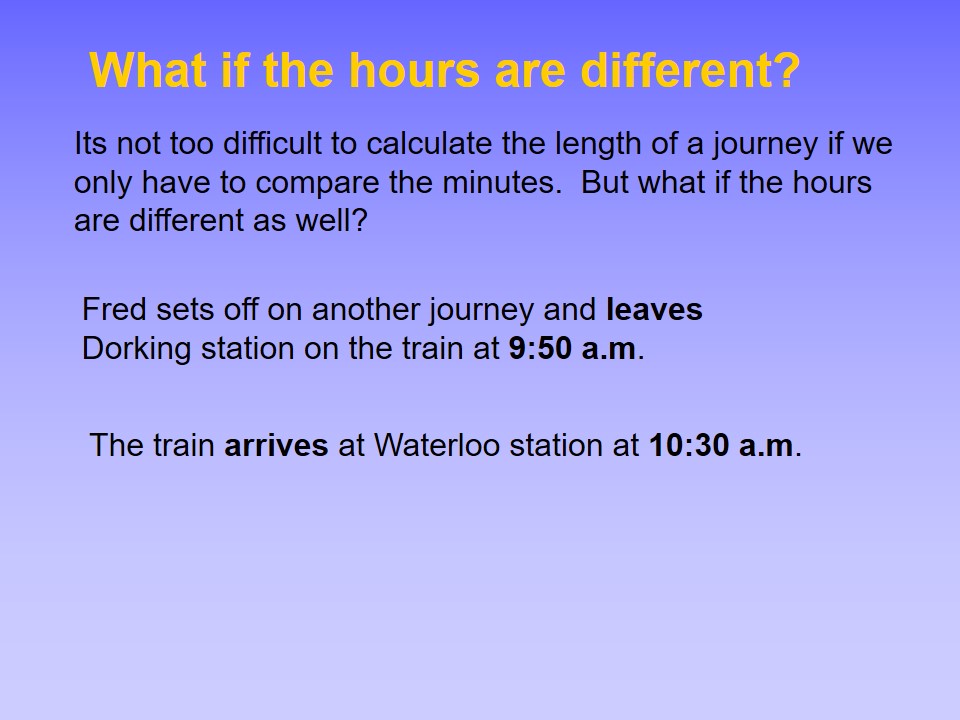 What if the hours are different?
Its not too difficult to calculate the length of a journey if we
only have to compare the minutes.  But what if the hours
are different as well?
Fred sets off on another journey and leaves
Dorking station on the train at 9:50 a.m.
The train arrives at Waterloo station at 10:30 a.m.